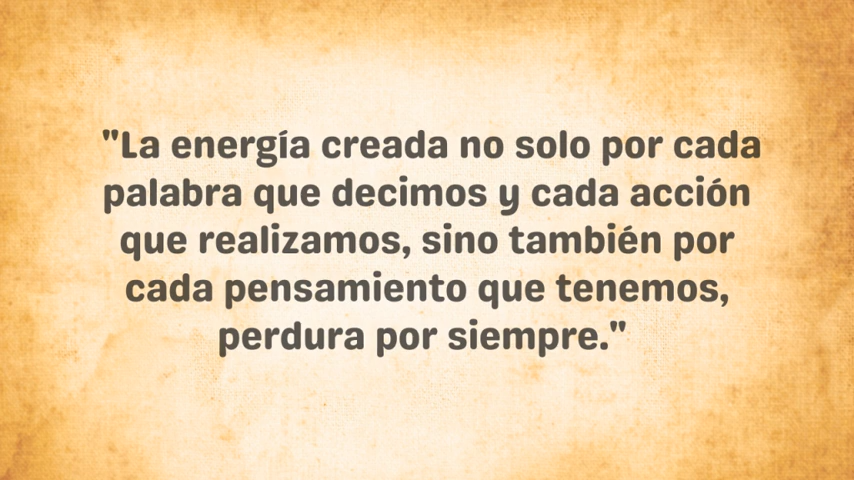 "La energía creada no solo por cada
palabra que decimos y cada acción
que realizamos, sino también por
cada pensamiento que tenemos,
perdura por siempre."